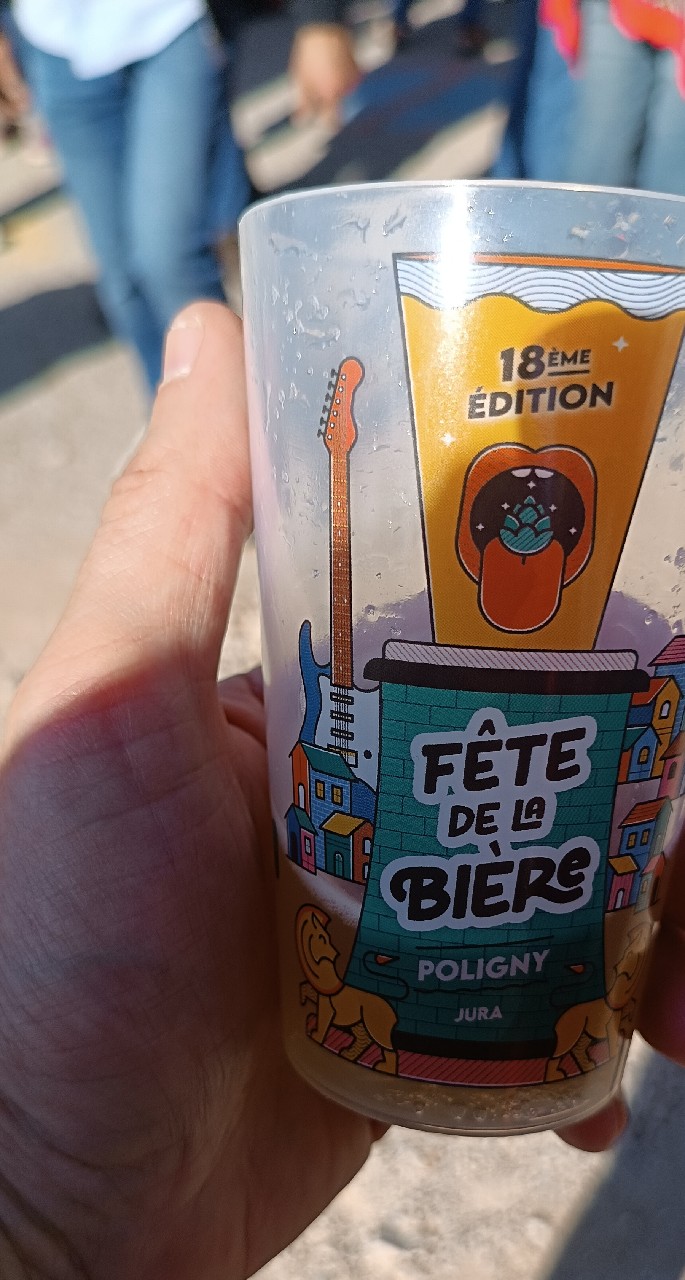 18ÈME
ÉDITION
FÊTE
DE LA
BIÈRe
POLIGNY
JURA